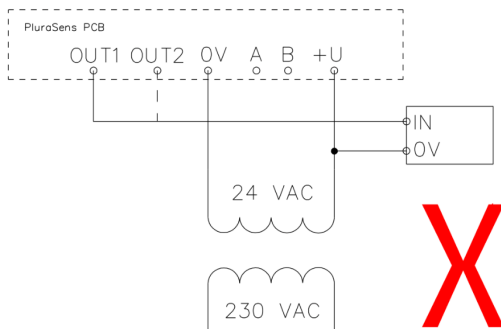 PluraSens PCB
OUT1 OUT2 0V A B +U
IN
0V
24 VAC
X
230 VAC